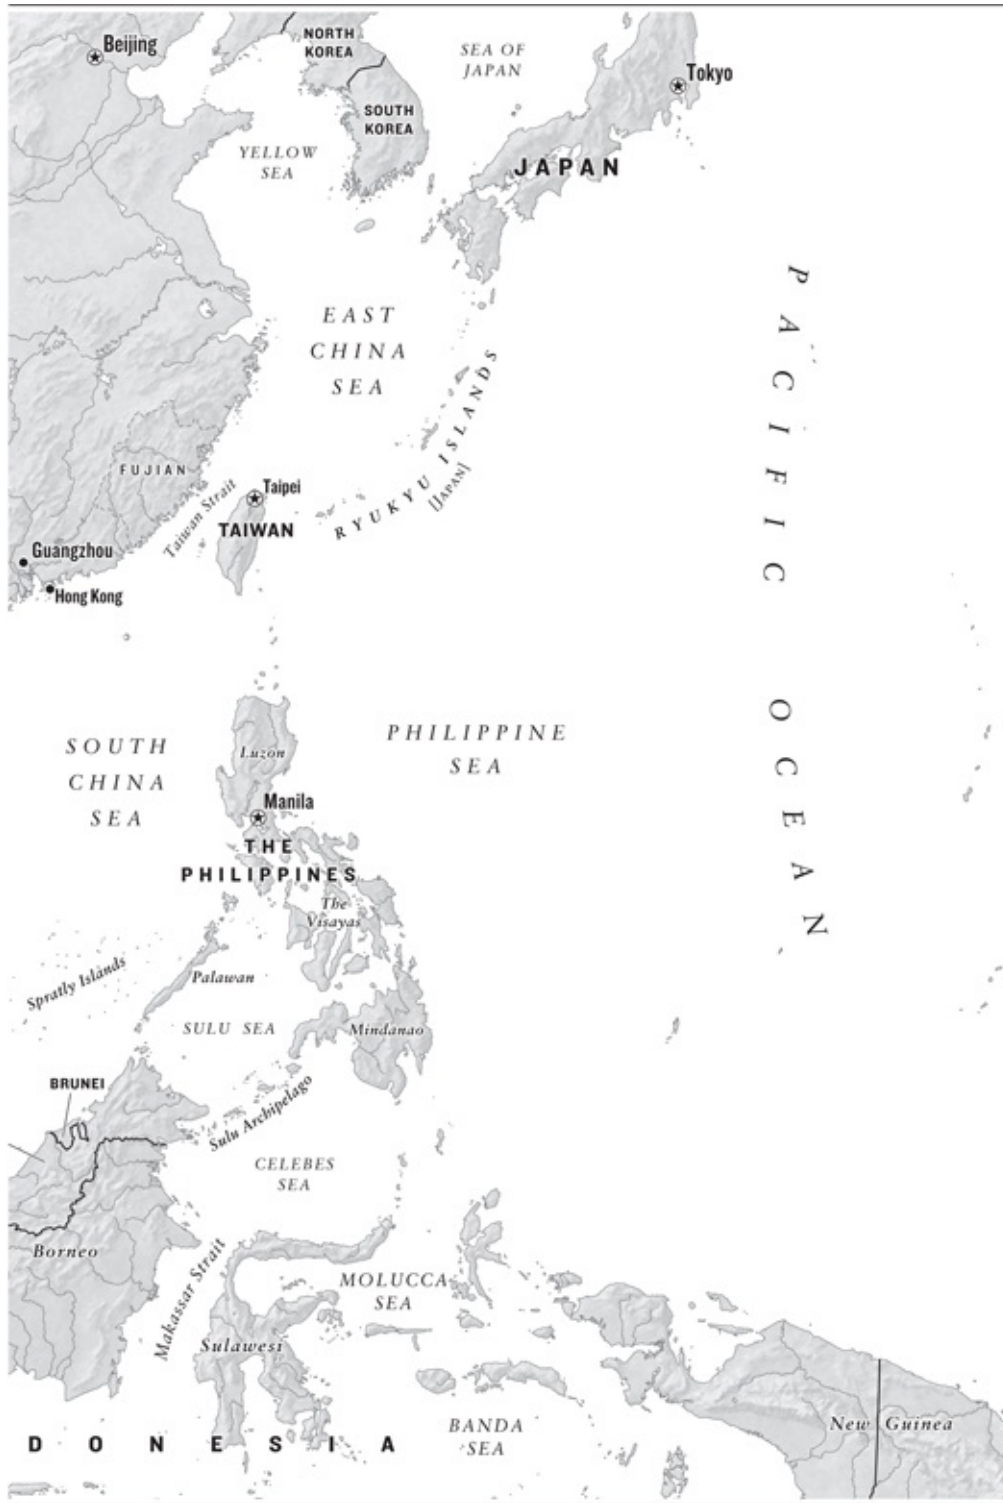 Beijing
NORTH
KOREA
SEA OF
JAPAN
Tokyo
SOUTH
KOREA
YELLOW
SEA
JAPAN
PACIFIC OCEAN
EAST
CHINA
SEA
RYUKYU ISLANDS
[JAPAN]
FUJIAN
Taiwan Strait
Taipei
TAIWAN
Guangzhou
Hong Kong
SOUTH
CHINA
SEA
Luzon
PHILIPPINE
SEA
Manila
THE
PHILIPPINES
The
Visayas
Spratly Islands
Palawan
SULU SEA
Mindanao
BRUNEI
Sulu Archipelago
CELEBES
SEA
Borneo
Makassar Strait
MOLUCCA
SEA
Sulawesi
New Guinea
BANDA
SEA
DONESIA